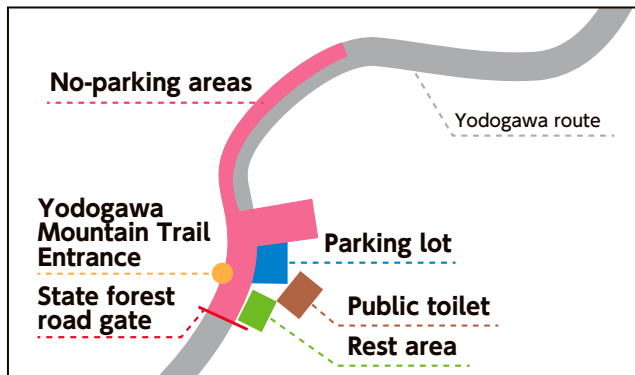 No-parking areas
Yodogawa route
Yodogawa
Mountain Trail
Entrance
Parking lot
State forest
road gate
Public toilet
Rest area